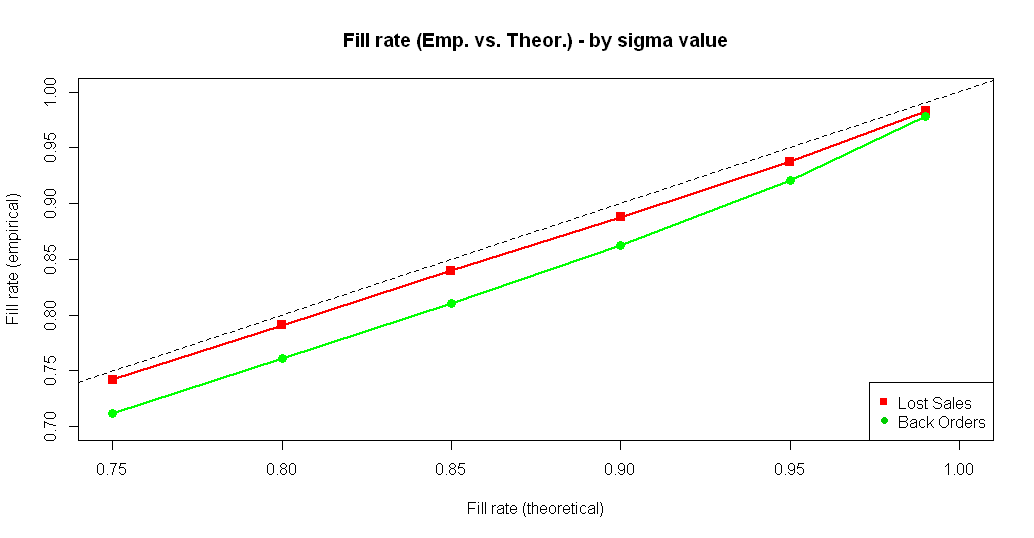 Fill rate (Emp. vs. Theor.) - by sigma value
1.00
0.95
0.90
0.85
0.80
0.75
0.70
Fill rate (empirical)
Lost Sales
Back Orders
0.75 0.80 0.85 0.90 0.95 1.00
Fill rate (theoretical)